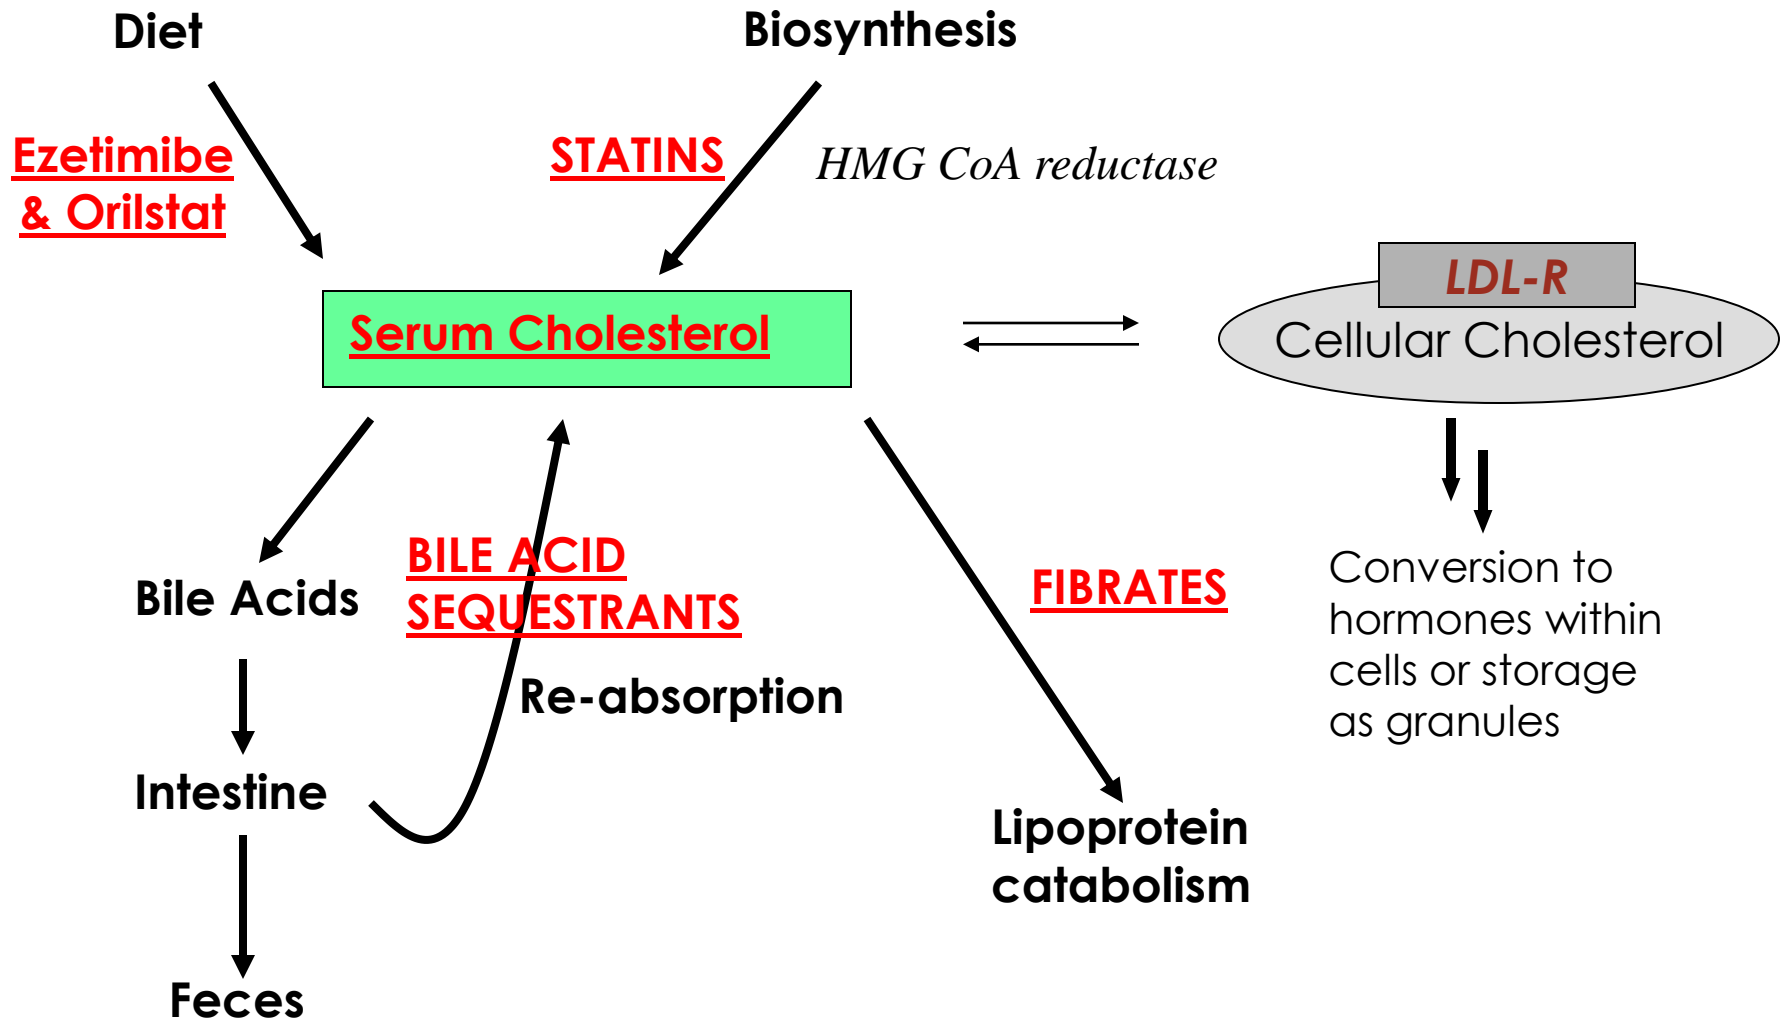 Diet
Biosynthesis
Ezetimibe
& Orilstat
STATINS
HMG CoA reductase
LDL-R
Serum Cholesterol
Cellular Cholesterol
BILE ACID
SEQUESTRANTS
Bile Acids
FIBRATES
Conversion to
hormones within
cells or storage
as granules
Re-absorption
Intestine
Lipoprotein
catabolism
Feces